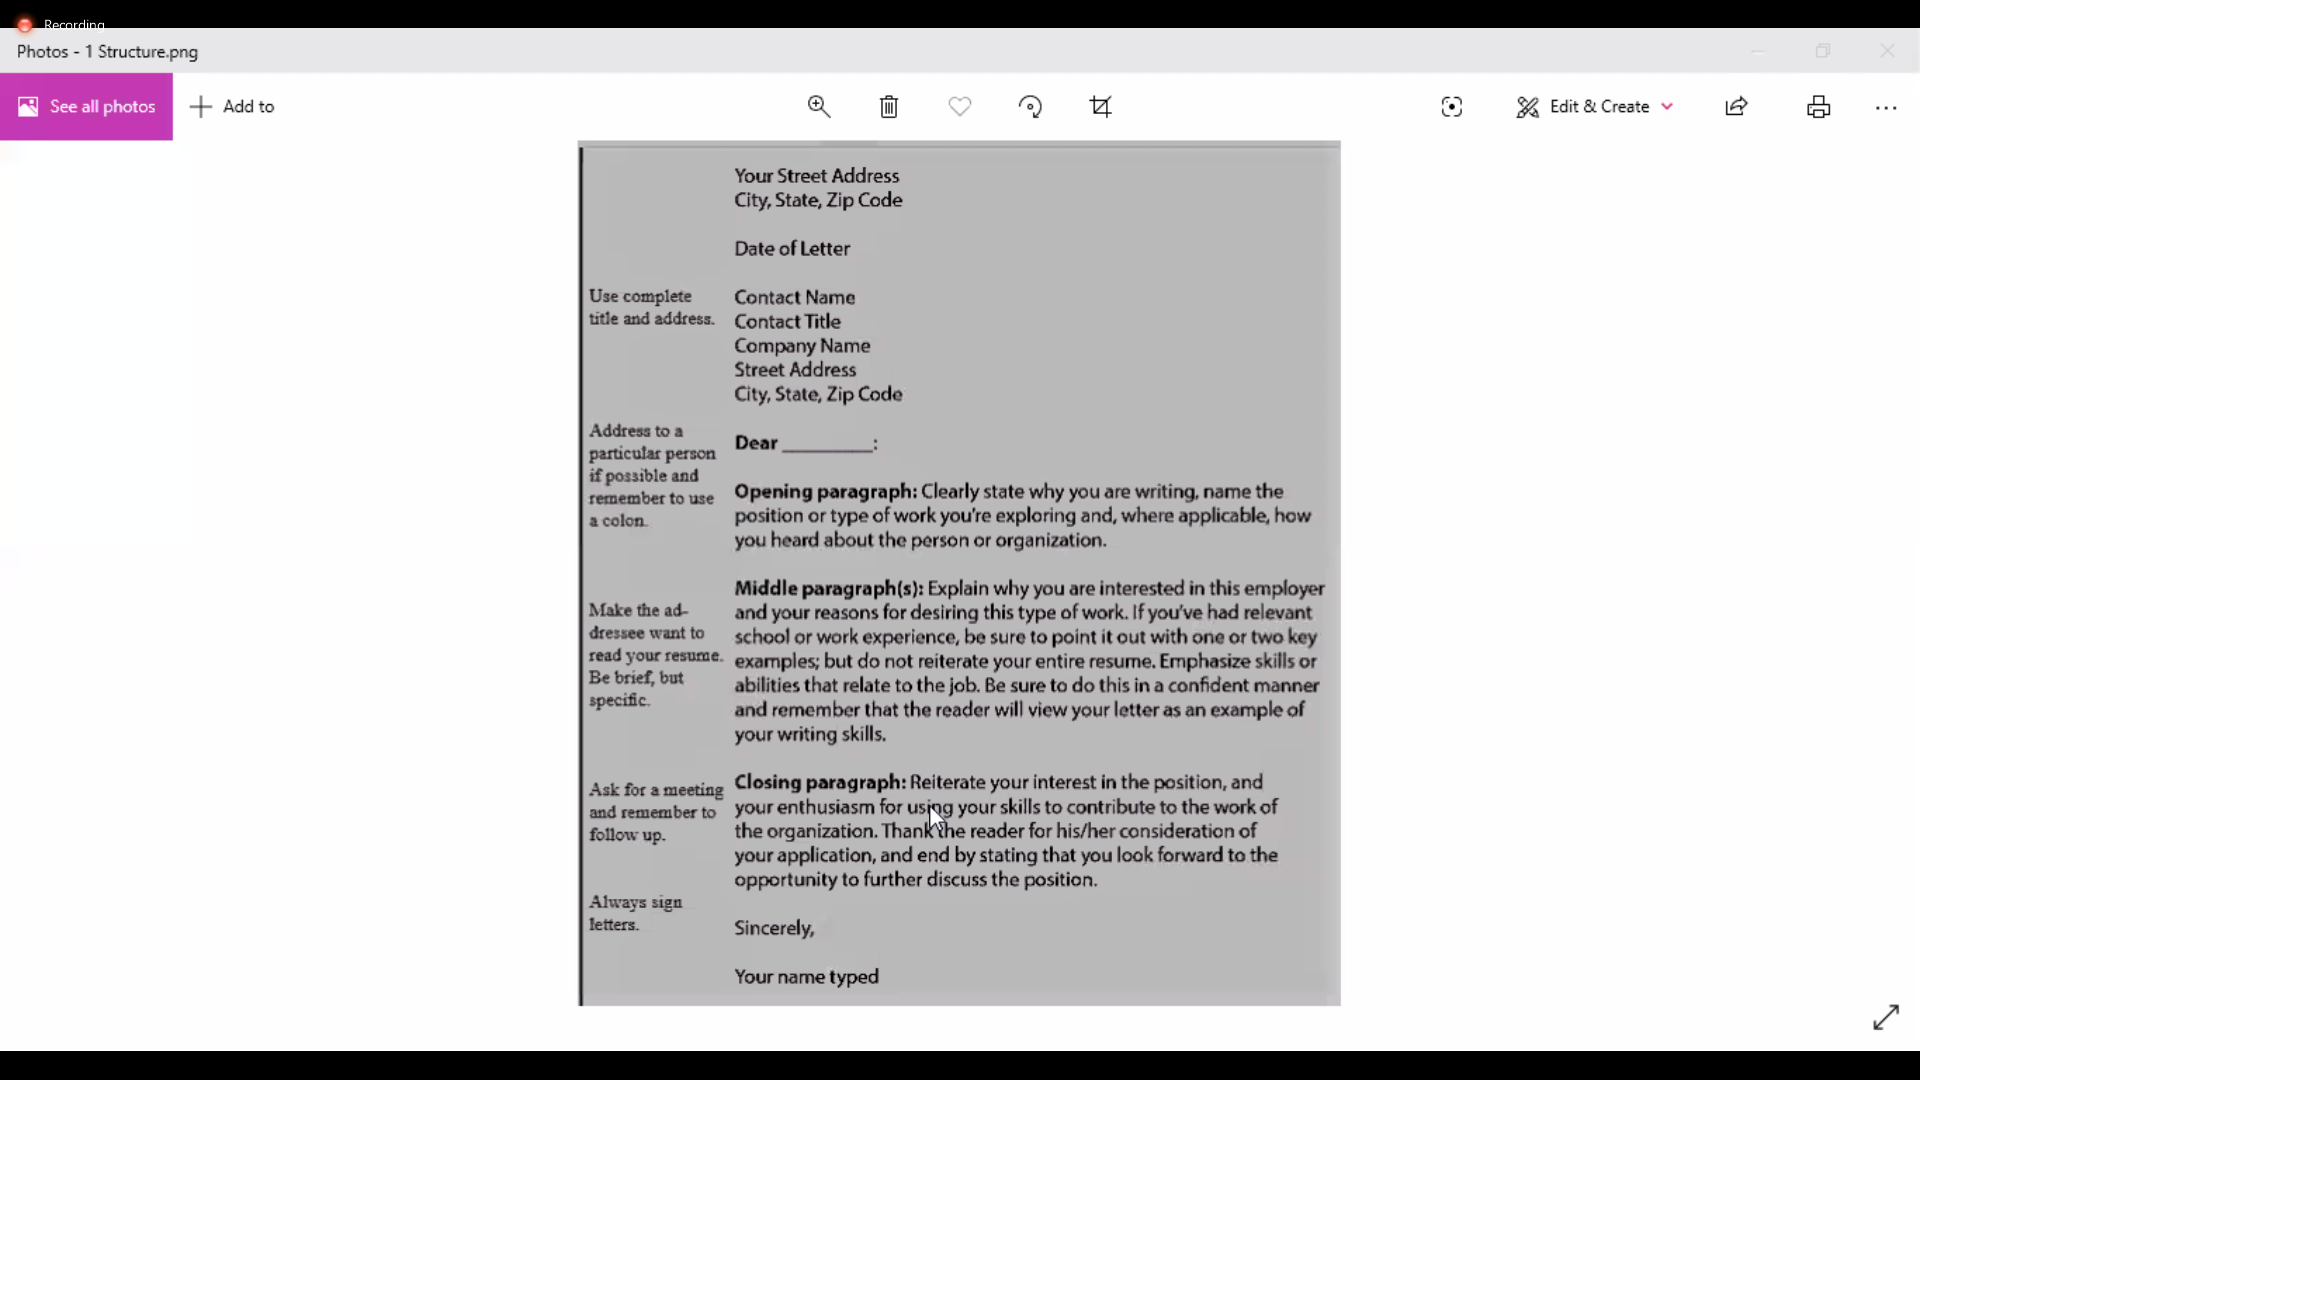 Recording
Photos - 1 Structure.png
See all photos
Add to
Edit & Create
Your Street Address
City, State, Zip Code
Date of Letter
Use complete
title and address.
Contact Name
Contact Title
Company Name
Street Address
City, State, Zip Code
Address to a
particular person
if possible and
remember to use
a colon.
Dear _________:
Opening paragraph: Clearly state why you are writing, name the
position or type of work you're exploring and, where applicable, how
you heard about the person or organization.
Make the ad-
dressee want to
read your resume.
Be brief, but
specific.
Middle paragraph(s): Explain why you are interested in this employer
and your reasons for desiring this type of work. If you've had relevant
school or work experience, be sure to point it out with one or two key
examples; but do not reiterate your entire resume. Emphasize skills or
abilities that relate to the job. Be sure to do this in a confident manner
and remember that the reader will view your letter as an example of
your writing skills.
Ask for a meeting
and remember to
follow up.
Closing paragraph: Reiterate your interest in the position, and
your enthusiasm for using your skills to contribute to the work of
the organization. Thank the reader for his/her consideration of
your application, and end by stating that you look forward to the
opportunity to further discuss the position.
Always sign
letters.
Sincerely,
Your name typed